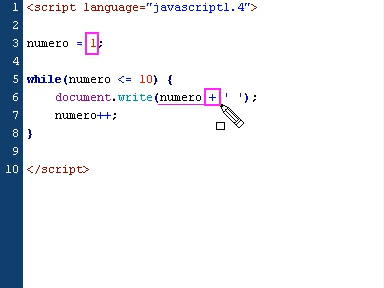 1 <script language="javascript1.4">
2
3 numero = 1;
4
5 while(numero <= 10) {
6     document.write(numero + ' ');
7     numero++;
8 }
9
10 </script>